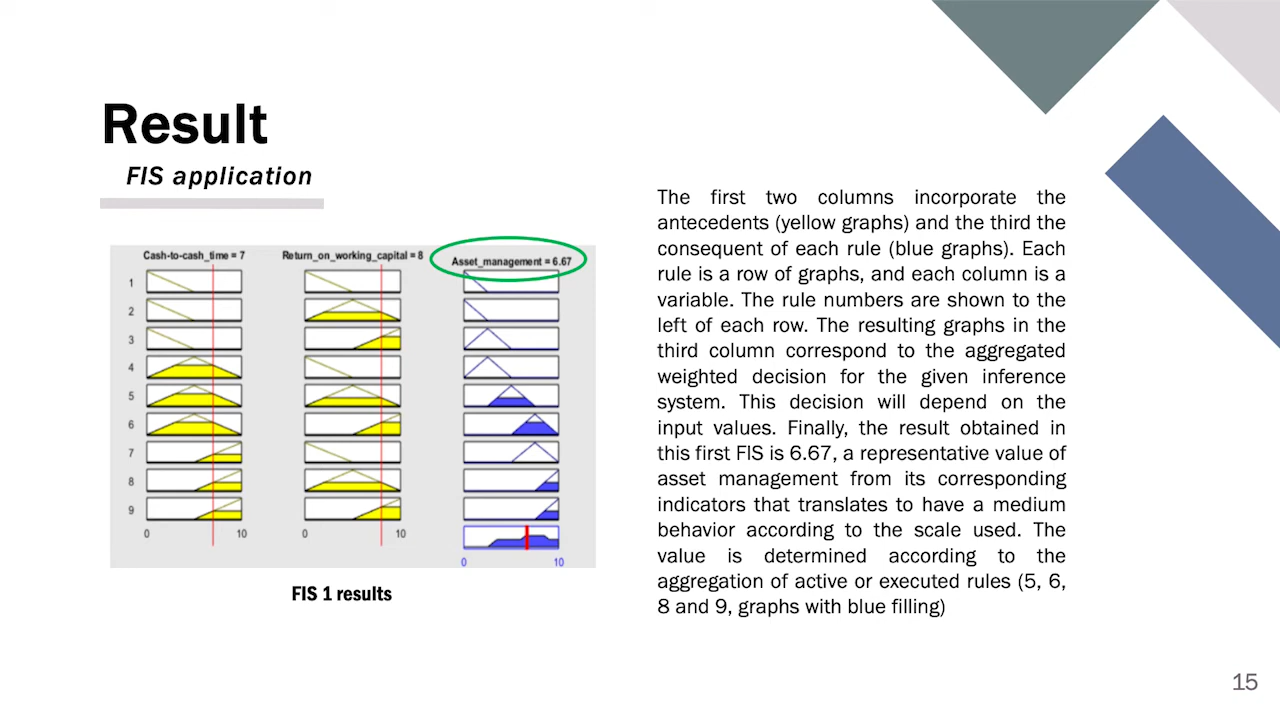 Result
FIS application
Cash-to-cash_time = 7
Return_on_working_capital = 8
Asset_management = 6.67
1
2
3
4
5
6
7
8
9
0
10
0
10
0
10
FIS 1 results
The first two columns incorporate the
antecedents (yellow graphs) and the third the
consequent of each rule (blue graphs). Each
rule is a row of graphs, and each column is a
variable. The rule numbers are shown to the
left of each row. The resulting graphs in the
third column correspond to the aggregated
weighted decision for the given inference
system. This decision will depend on the
input values. Finally, the result obtained in
this first FIS is 6.67, a representative value of
asset management from its corresponding
indicators that translates to have a medium
behavior according to the scale used. The
value is determined according to the
aggregation of active or executed rules (5, 6,
8 and 9, graphs with blue filling)
15